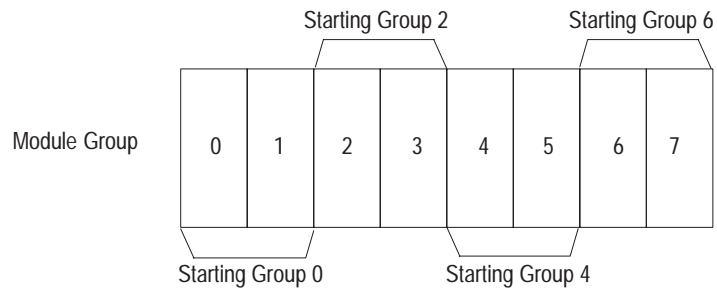 Starting Group 2 Starting Group 6
Module Group 0 1 2 3 4 5 6 7
Starting Group 0 Starting Group 4